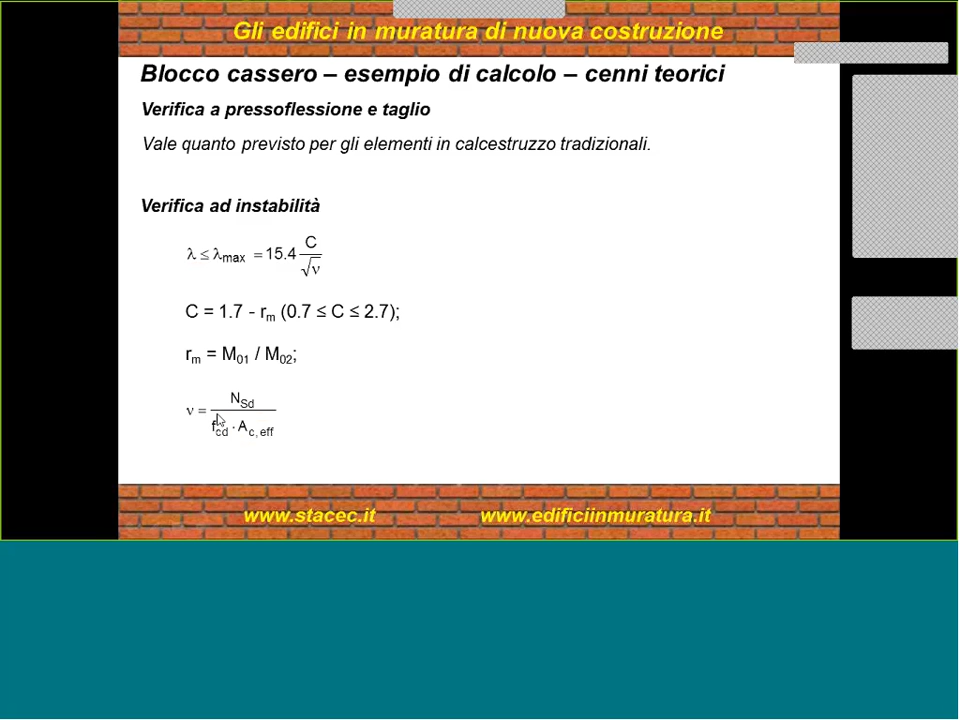 Gli edifici in muratura di nuova costruzione
Blocco cassero – esempio di calcolo – cenni teorici
Verifica a pressoflessione e taglio
Vale quanto previsto per gli elementi in calcestruzzo tradizionali.
Verifica ad instabilità
λ ≤ λmax = 15.4 C / √ν
C = 1.7 - rm (0.7 ≤ C ≤ 2.7);
rm = M01 / M02;
ν = NSd / fcd · Ac, eff
www.stacec.it www.edificiinmuratura.it